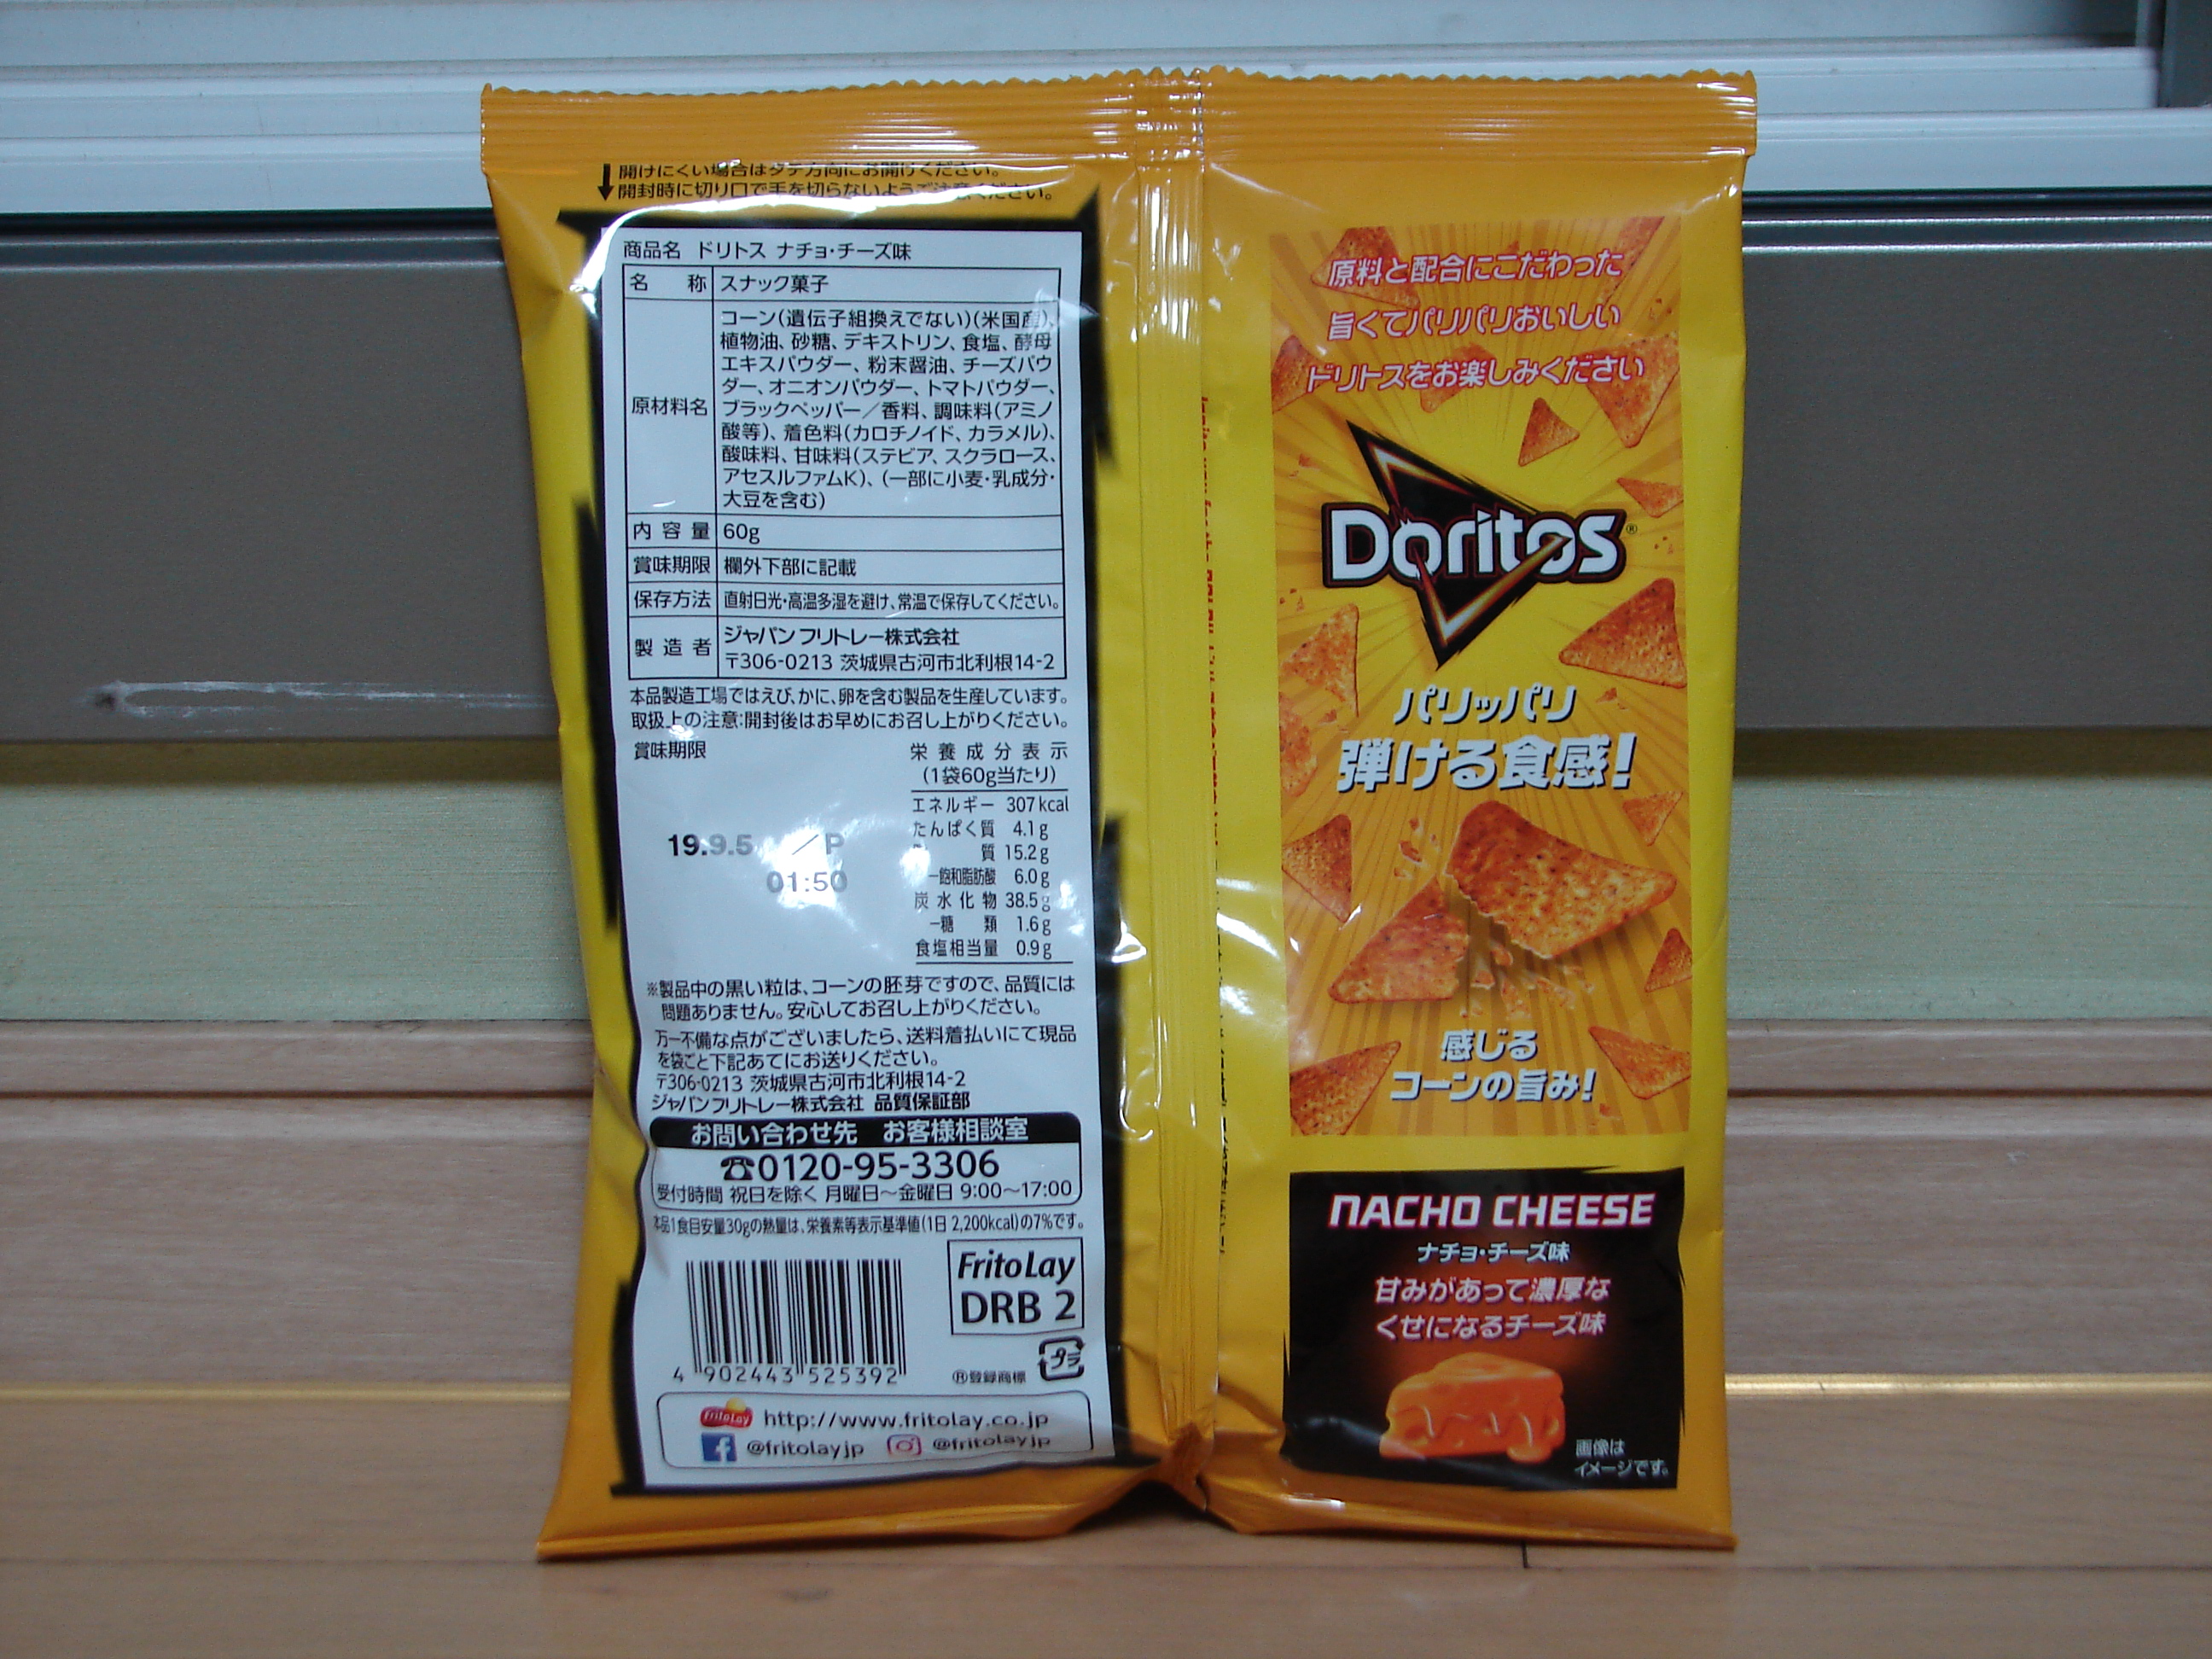 開けにくい場合はタテ方向にお開けください。
開封時に切り口で手を切らないようご注意ください。
商品名 ドリトス ナチョ・チーズ味
名 称 スナック菓子
原材料名
コーン(遺伝子組換えでない)(米国産)、
植物油、砂糖、デキストリン、食塩、酵母
エキスパウダー、粉末醤油、チーズパウ
ダー、オニオンパウダー、トマトパウダー、
ブラックペッパー／香料、調味料(アミノ
酸等)、着色料(カロチノイド、カラメル)、
酸味料、甘味料(ステビア、スクラロース、
アセスルファムK)、(一部に小麦・乳成分・
大豆を含む)
内容量 60g
賞味期限 欄外下部に記載
保存方法 直射日光・高温多湿を避け、常温で保存してください。
製造者
ジャパン フリトレー株式会社
〒306-0213 茨城県古河市北利根14-2
本品製造工場ではえび、かに、卵を含む製品を生産しています。
取扱上の注意:開封後はお早めにお召し上がりください。
賞味期限
19.9.5 ／P
01:50
栄養成分表示
(1袋60g当たり)
エネルギー 307kcal
たんぱく質 4.1g
質 15.2g
-飽和脂肪酸 6.0g
炭水化物 38.5g
-糖 類 1.6g
食塩相当量 0.9g
※製品中の黒い粒は、コーンの胚芽ですので、品質には
問題ありません。安心してお召し上がりください。
万一不備な点がございましたら、送料着払いにて現品
を袋ごと下記あてにお送りください。
〒306-0213 茨城県古河市北利根14-2
ジャパンフリトレー株式会社 品質保証部
お問い合わせ先 お客様相談室
☎0120-95-3306
受付時間 祝日を除く 月曜日～金曜日 9:00～17:00
本品1食目安量30gの熱量は、栄養素等表示基準値(1日 2,200kcal)の7%です。
FritoLay
DRB 2
4 902443 525392
®登録商標
プラ
FritoLay http://www.fritolay.co.jp
@fritolayjp @fritolayjp
原料と配合にこだわった
旨くてパリパリおいしい
ドリトスをお楽しみください
Doritos®
パリッパリ
弾ける食感!
感じる
コーンの旨み!
NACHO CHEESE
ナチョ・チーズ味
甘みがあって濃厚な
くせになるチーズ味
画像は
イメージです。